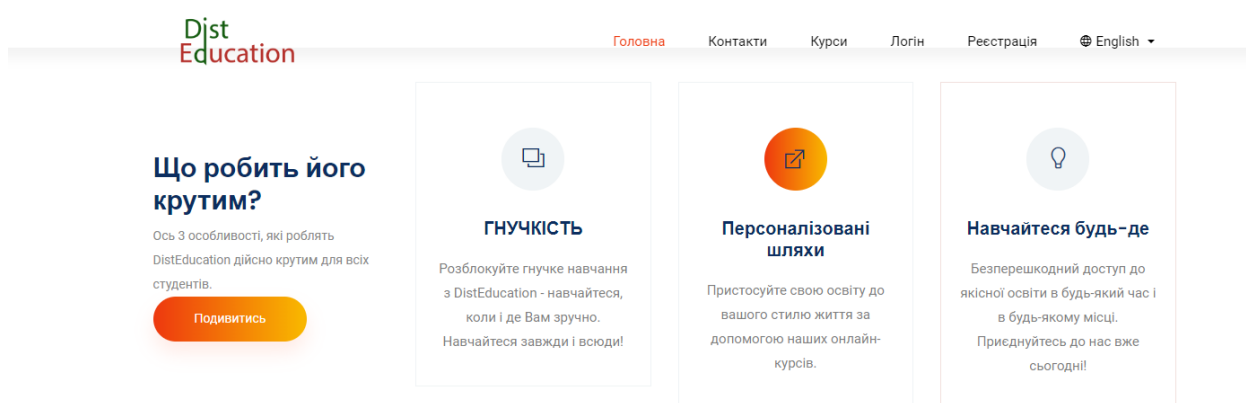 Dist
Education
Головна
Контакти
Курси
Логін
Реєстрація
English
Що робить його
крутим?
Ось 3 особливості, які роблять
DistEducation дійсно крутим для всіх
студентів.
Подивитись
ГНУЧКІСТЬ
Розблокуйте гнучке навчання
з DistEducation - навчайтеся,
коли і де Вам зручно.
Навчайтеся завжди і всюди!
Персоналізовані
шляхи
Пристосуйте свою освіту до
вашого стилю життя за
допомогою наших онлайн-
курсів.
Навчайтеся будь-де
Безперешкодний доступ до
якісної освіти в будь-який час і
в будь-якому місці.
Приєднуйтесь до нас вже
сьогодні!